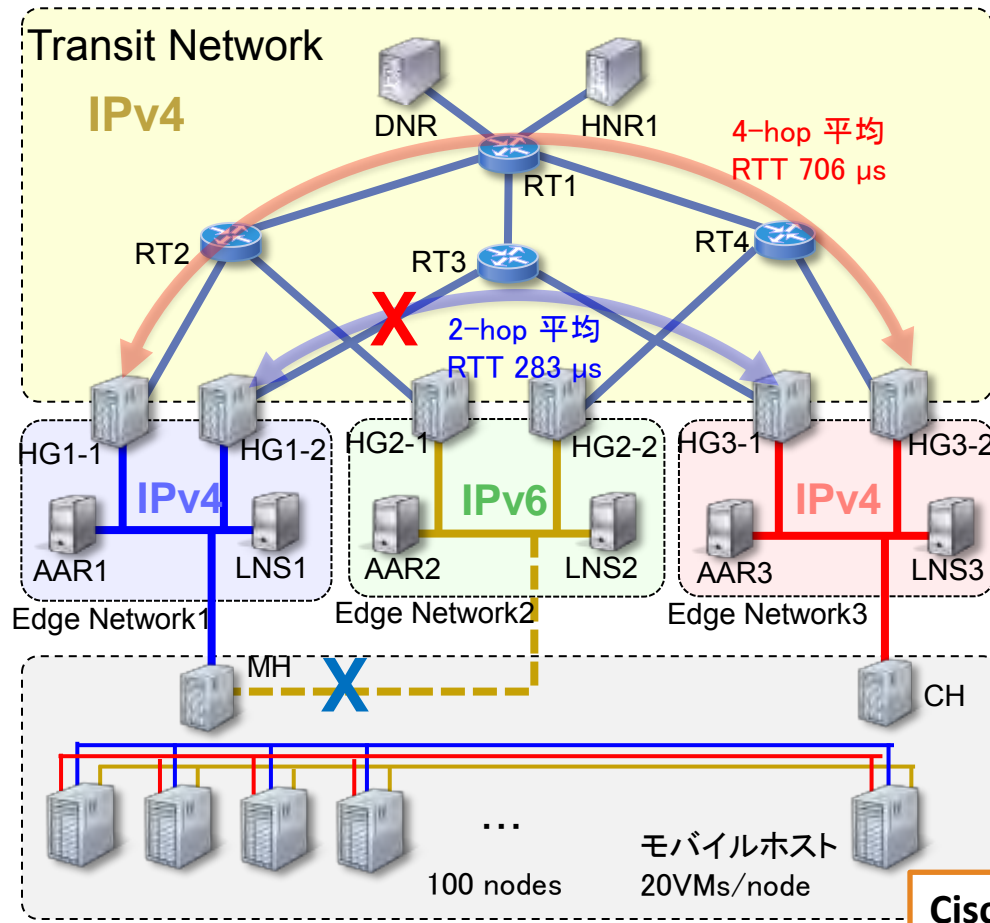 Transit Network
IPv4
DNR
HNR1
4-hop 平均
RTT 706 μs
RT1
RT2
RT3
RT4
X
2-hop 平均
RTT 283 μs
HG1-1
HG1-2
HG2-1
HG2-2
HG3-1
HG3-2
IPv4
IPv6
IPv4
AAR1
LNS1
AAR2
LNS2
AAR3
LNS3
Edge Network1
Edge Network2
Edge Network3
MH
X
CH
...
モバイルホスト
100 nodes
20VMs/node